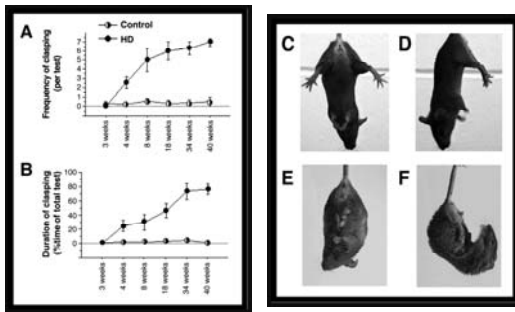 A
Control
HD
Frequency of clasping
(per test)
7
6
5
4
3
2
1
0
3 weeks
4 weeks
8 weeks
18 weeks
34 weeks
40 weeks
B
Duration of clasping
(%time of total test)
100
80
60
40
20
0
3 weeks
4 weeks
8 weeks
18 weeks
34 weeks
40 weeks
C
D
E
F